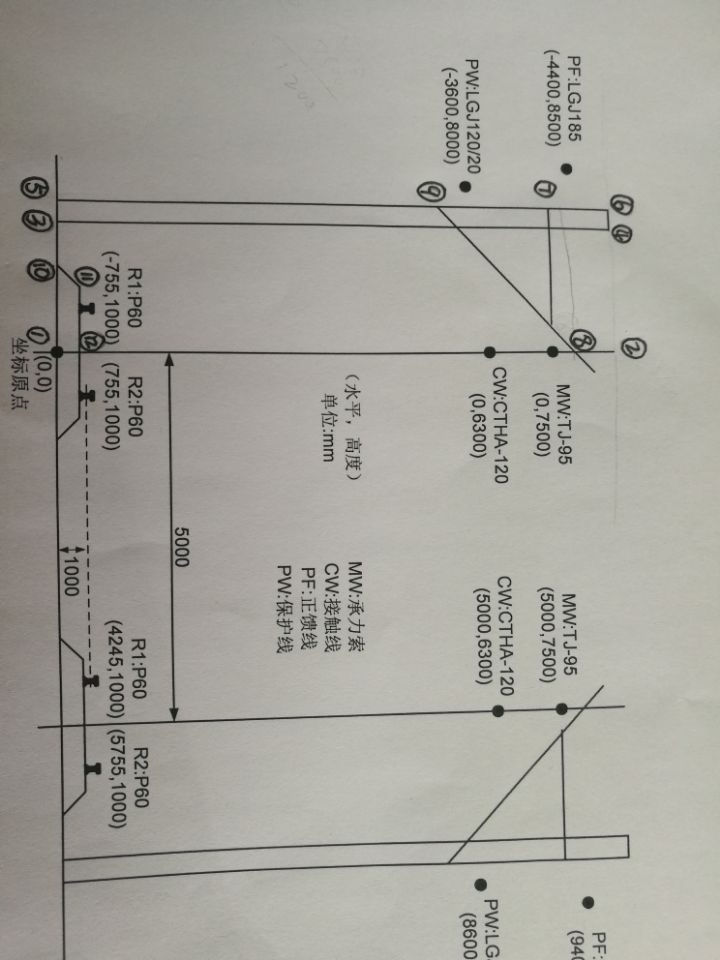 PF:LGJ185
(-4400,8500)
PW:LGJ120/20
(-3600,8000)
⑥
④
⑦
⑨
⑤
③
⑩
⑪
R1:P60
(-755,1000)
⑫
①
(0,0)
坐标原点
⑧
②
R2:P60
(755,1000)
MW:TJ-95
(0,7500)
CW:CTHA-120
(0,6300)
(水平，高度)
单位:mm
5000
1000
MW:承力索
CW:接触线
PF:正馈线
PW:保护线
MW:TJ-95
(5000,7500)
CW:CTHA-120
(5000,6300)
R1:P60
(4245,1000)
R2:P60
(5755,1000)
PF:
(940
PW:LG
(8600